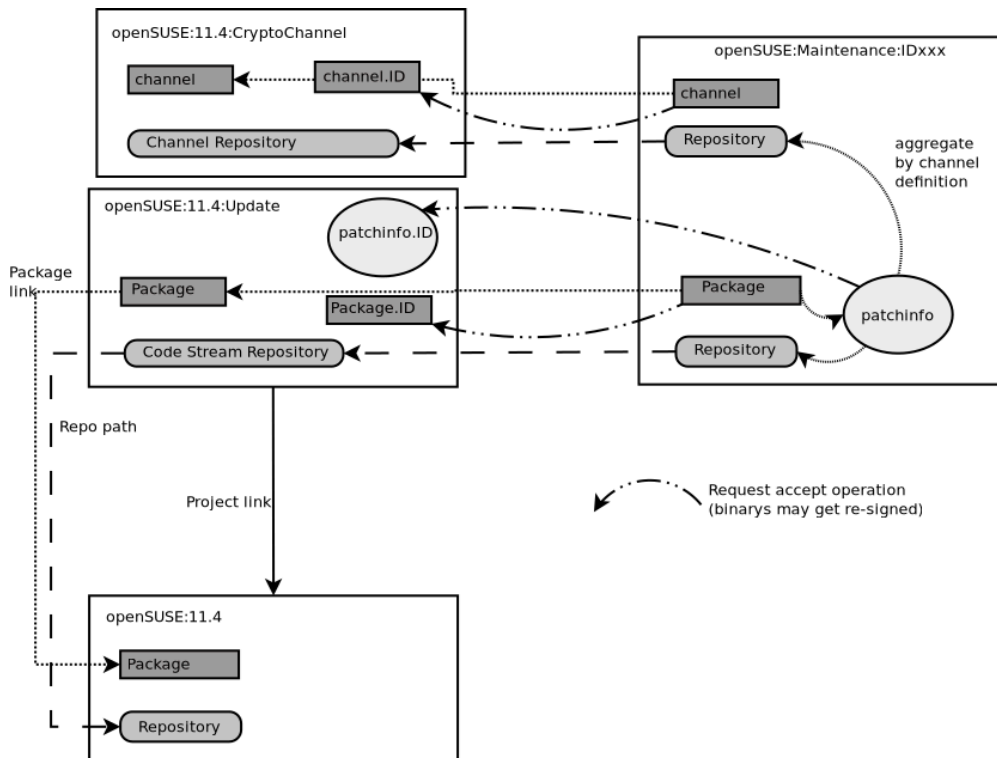 openSUSE:11.4:CryptoChannel
channel
channel.ID
Channel Repository
openSUSE:Maintenance:IDxxx
channel
Repository
aggregate
by channel
definition
openSUSE:11.4:Update
patchinfo.ID
Package
link
Package
Package.ID
Code Stream Repository
Package
patchinfo
Repository
Repo path
Project link
Request accept operation
(binarys may get re-signed)
openSUSE:11.4
Package
Repository